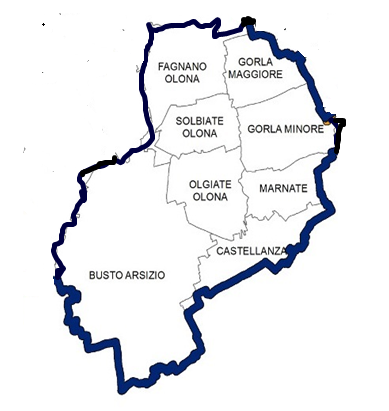 FAGNANO
OLONA
GORLA
MAGGIORE
SOLBIATE
OLONA
GORLA MINORE
OLGIATE
OLONA
MARNATE
CASTELLANZA
BUSTO ARSIZIO